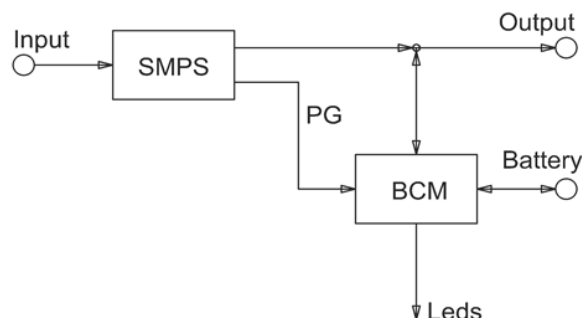 Input
SMPS
Output
PG
BCM
Battery
Leds